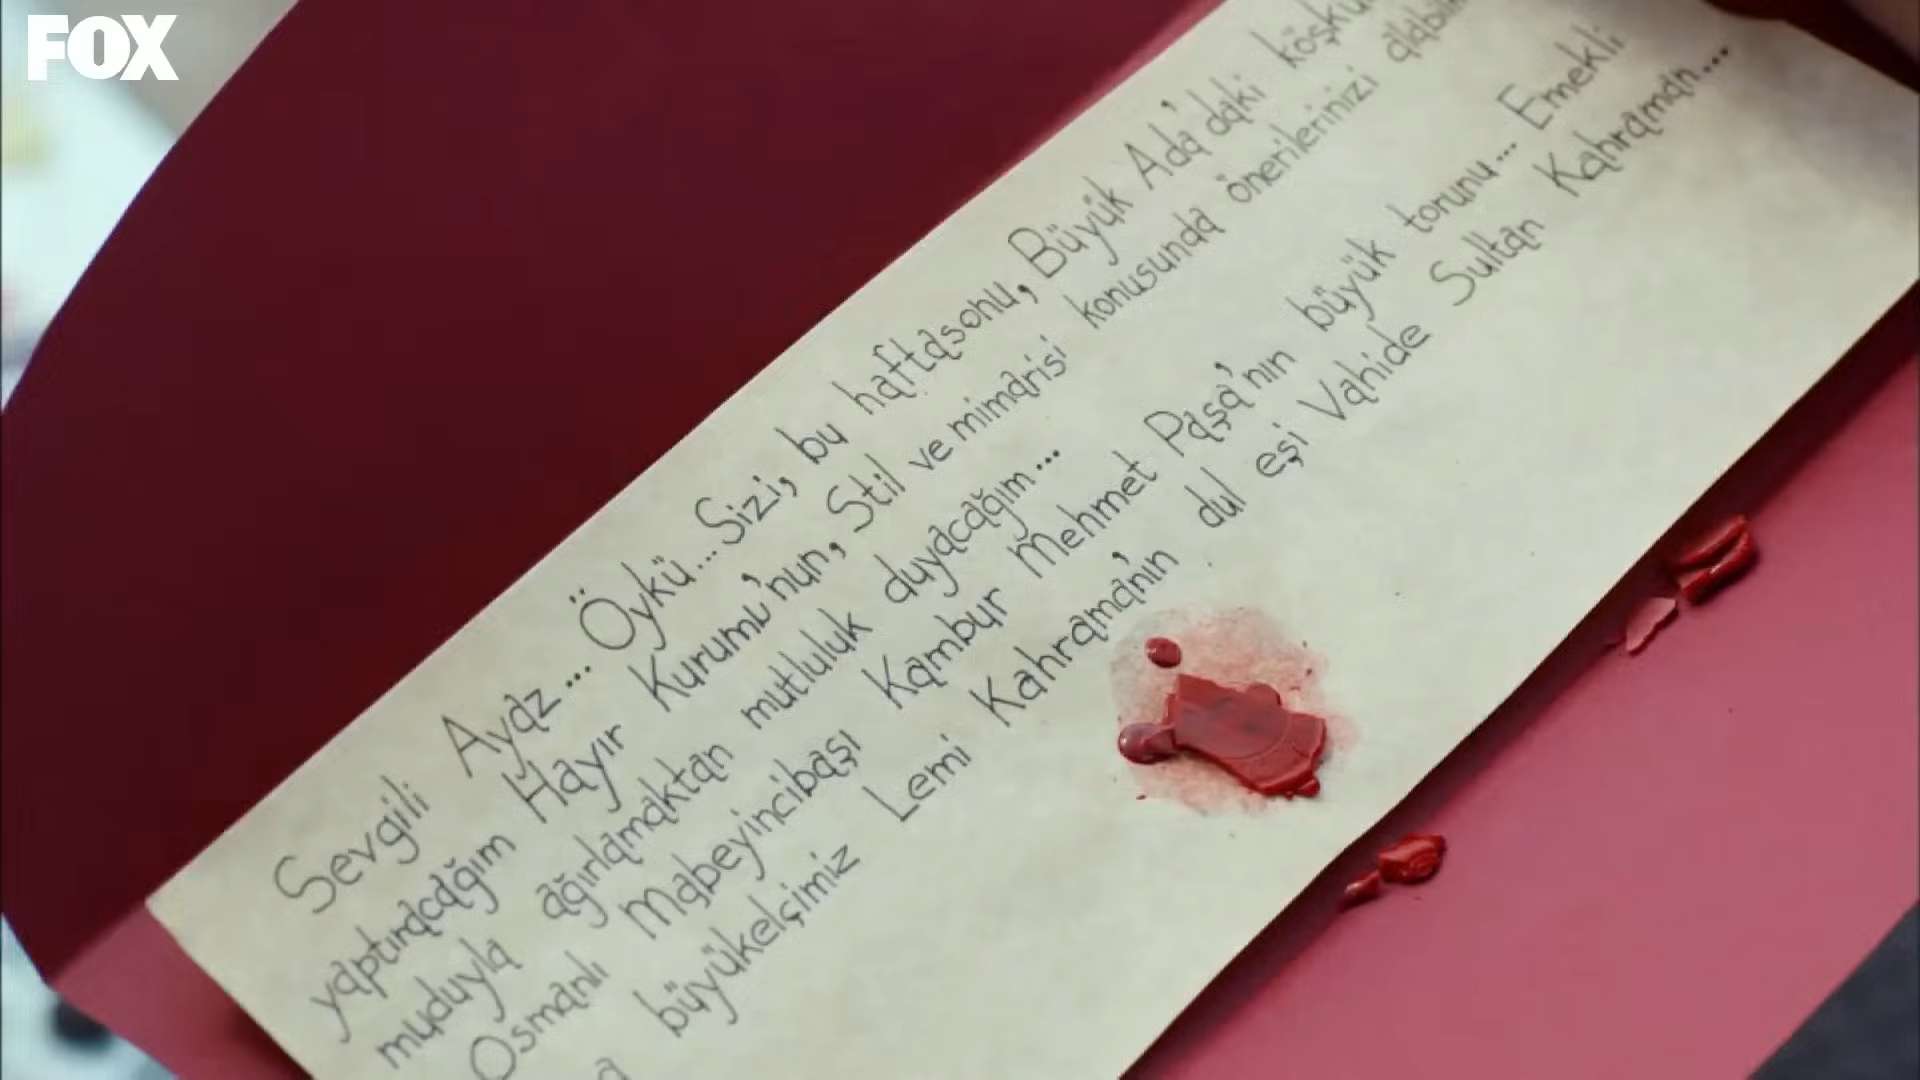 FOX
Sevgili Ayaz... Öykü... Sizi, bu haftasonu, Büyük Ada'daki
yaptıracağım Hayır Kurumu'nun, Stil ve mimarisi konusunda önerilerinizi
muduyla ağırlamaktan mutluluk duyacağım...
Osmanlı Mabeyincibaşı Kambur Mehmet Paşa'nın büyük torunu... Emekli
büyükelçimiz Lemi Kahraman'ın dul eşi Vahide Sultan Kahraman...